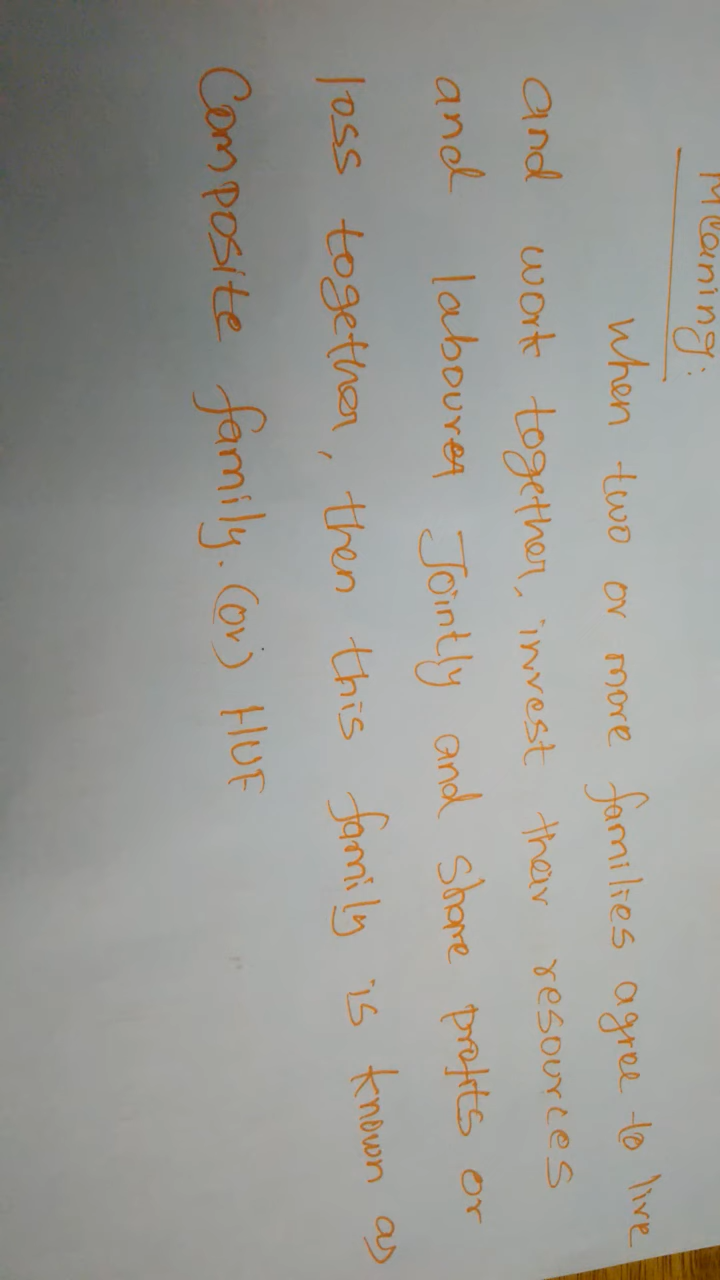 Meaning:
When two or more families agree to live
and work together, invest their resources
and labourer Jointly and share profits or
loss together, then this family is known as
Composite family. (or) HUF